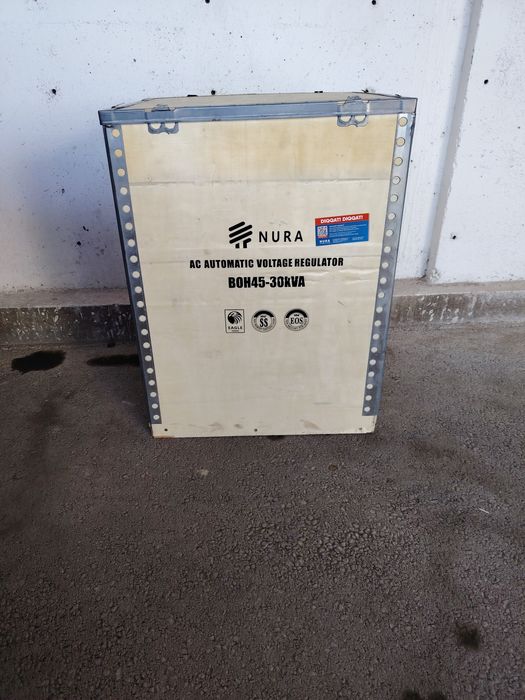 NURA
DIQQAT! DIQQAT!
NURA
AC AUTOMATIC VOLTAGE REGULATOR
BOH45-30kVA
EAGLE
SS
EOS